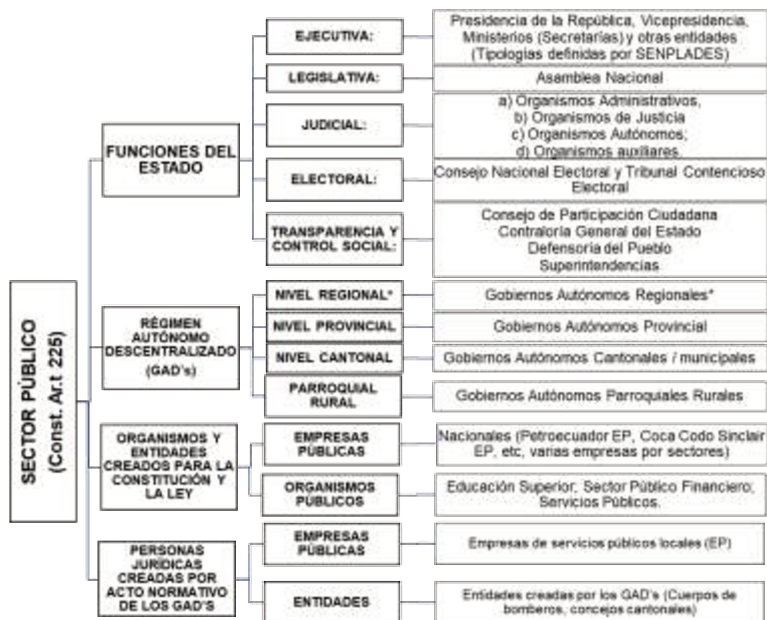 SECTOR PÚBLICO
(Const. Ar.t 225)
FUNCIONES DEL
ESTADO
EJECUTIVA:
Presidencia de la República, Vicepresidencia,
Ministerios (Secretarías) y otras entidades
(Tipologías definidas por SENPLADES)
LEGISLATIVA:
Asamblea Nacional
JUDICIAL:
a) Organismos Administrativos,
b) Organismos de Justicia
c) Organismos Autónomos;
d) Organismos auxiliares.
ELECTORAL:
Consejo Nacional Electoral y Tribunal Contencioso
Electoral
TRANSPARENCIA Y
CONTROL SOCIAL:
Consejo de Participación Ciudadana
Contraloría General del Estado
Defensoría del Pueblo
Superintendencias
RÉGIMEN
AUTÓNOMO
DESCENTRALIZADO
(GAD's)
NIVEL REGIONAL*
Gobiernos Autónomos Regionales*
NIVEL PROVINCIAL
Gobiernos Autónomos Provincial
NIVEL CANTONAL
Gobiernos Autónomos Cantonales / municipales
PARROQUIAL
RURAL
Gobiernos Autónomos Parroquiales Rurales
ORGANISMOS Y
ENTIDADES
CREADOS PARA LA
CONSTITUCIÓN Y
LA LEY
EMPRESAS
PÚBLICAS
Nacionales (Petroecuador EP, Coca Codo Sinclair
EP, etc, varias empresas por sectores)
ORGANISMOS
PÚBLICOS
Educación Superior; Sector Público Financiero;
Servicios Públicos.
PERSONAS
JURÍDICAS
CREADAS POR
ACTO NORMATIVO
DE LOS GAD'S
EMPRESAS
PÚBLICAS
Empresas de servicios públicos locales (EP)
ENTIDADES
Entidades creadas por los GAD's (Cuerpos de
bomberos, concejos cantonales)